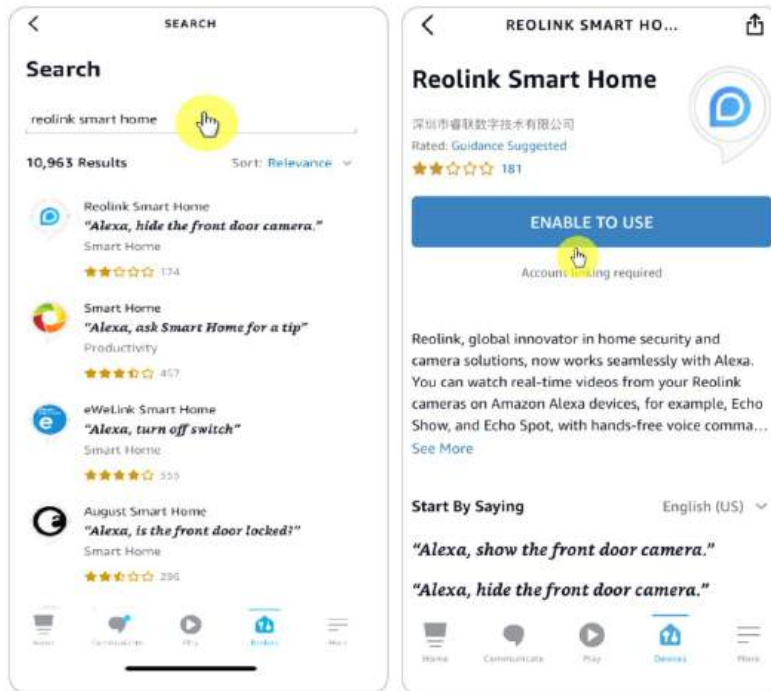 SEARCH
Search
reolink smart home
10,963 Results
Sort: Relevance
Reolink Smart Home
“Alexa, hide the front door camera.”
Smart Home
174
Smart Home
“Alexa, ask Smart Home for a tip”
Productivity
457
eWeLink Smart Home
“Alexa, turn off switch”
Smart Home
555
August Smart Home
“Alexa, is the front door locked?”
Smart Home
296
Home
Communicate
Play
Devices
More
REOLINK SMART HO...
Reolink Smart Home
深圳市睿联数字技术有限公司
Rated: Guidance Suggested
181
ENABLE TO USE
Account linking required
Reolink, global innovator in home security and
camera solutions, now works seamlessly with Alexa.
You can watch real-time videos from your Reolink
cameras on Amazon Alexa devices, for example, Echo
Show, and Echo Spot, with hands-free voice comma...
See More
Start By Saying
English (US)
“Alexa, show the front door camera.”
“Alexa, hide the front door camera.”
Home
Communicate
Play
Devices
More